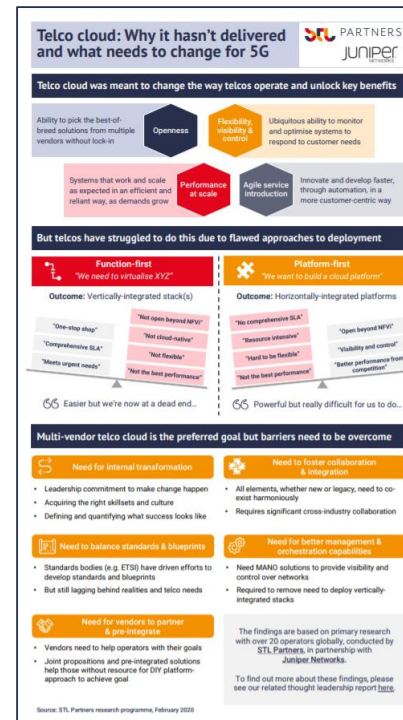 Telco cloud: Why it hasn't delivered
and what needs to change for 5G
STL PARTNERS
JUNIPER
NETWORKS
Telco cloud was meant to change the way telcos operate and unlock key benefits
Ability to pick the best-of-
breed solutions from multiple
vendors without lock-in
Openness
Flexibility,
visibility &
control
Ubiquitous ability to monitor
and optimise systems to
respond to customer needs
Systems that work and scale
as expected in an efficient and
reliant way, as demands grow
Performance
at scale
Agile service
introduction
Innovate and develop faster,
through automation, in a
more customer-centric way
But telcos have struggled to do this due to flawed approaches to deployment
Function-first
"We need to virtualise XYZ"
Outcome: Vertically-integrated stack(s)
"One-stop shop"
"Comprehensive SLA"
"Meets urgent needs"
"Not open beyond NFVi"
"Not cloud-native"
"Not flexible"
"Not the best performance"
Easier but we're now at a dead end...
Platform-first
"We want to build a cloud platform"
Outcome: Horizontally-integrated platforms
"No comprehensive SLA"
"Resource intensive"
"Hard to be flexible"
"Not the best performance"
"Open beyond NFVi"
"Visibility and control"
"Better performance from
competition"
Powerful but really difficult for us to do...
Multi-vendor telco cloud is the preferred goal but barriers need to be overcome
Need for internal transformation
• Leadership commitment to make change happen
• Acquiring the right skillsets and culture
• Defining and quantifying what success looks like
Need to foster collaboration
& integration
• All elements, whether new or legacy, need to co-
exist harmoniously
• Requires significant cross-industry collaboration
Need to balance standards & blueprints
• Standards bodies (e.g. ETSI) have driven efforts to
develop standards and blueprints
• But still lagging behind realities and telco needs
Need for better management &
orchestration capabilities
• Need MANO solutions to provide visibility and
control over networks
• Required to remove need to deploy vertically-
integrated stacks
Need for vendors to partner
& pre-integrate
• Vendors need to help operators with their goals
• Joint propositions and pre-integrated solutions
help those without resource for DIY platform-
approach to achieve goal
The findings are based on primary research
with over 20 operators globally, conducted by
STL Partners, in partnership with
Juniper Networks.
To find out more about these findings, please
see our related thought leadership report here.
Source: STL Partners research programme, February 2020